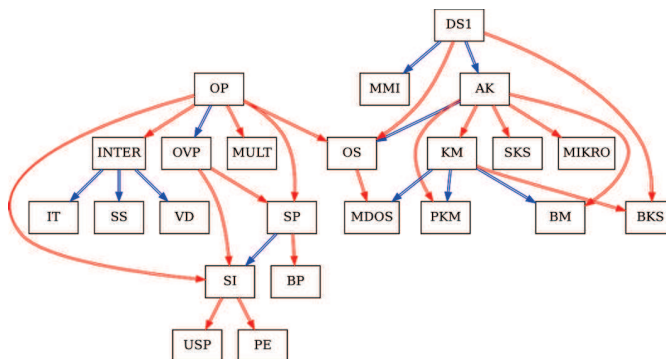 DS1
OP MMI AK
INTER OVP MULT OS KM SKS MIKRO
IT SS VD SP MDOS PKM BM BKS
SI BP
USP PE